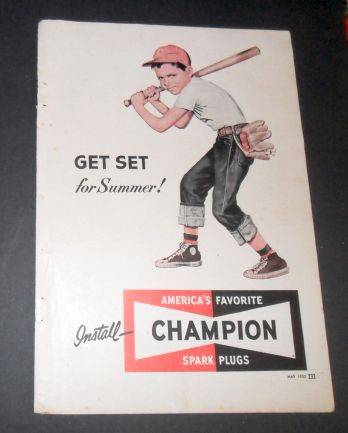 GET SET
for Summer!
AMERICA'S FAVORITE
Install—
CHAMPION
SPARK PLUGS